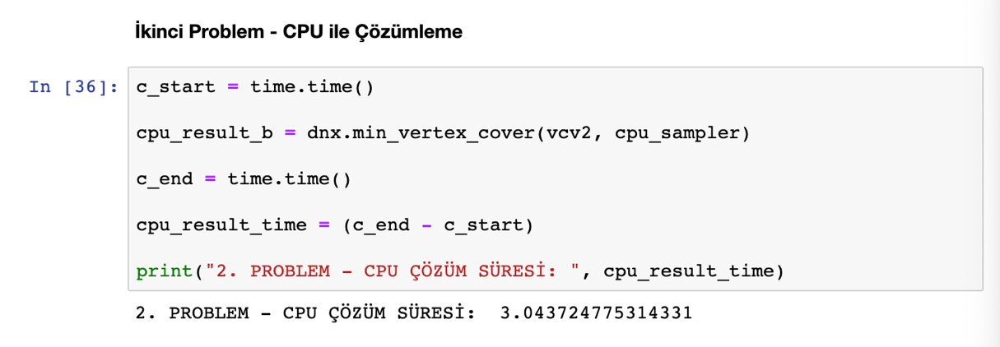 İkinci Problem - CPU ile Çözümleme
In [36]: c_start = time.time()
cpu_result_b = dnx.min_vertex_cover(vcv2, cpu_sampler)
c_end = time.time()
cpu_result_time = (c_end - c_start)
print("2. PROBLEM - CPU ÇÖZÜM SÜRESİ: ", cpu_result_time)
2. PROBLEM - CPU ÇÖZÜM SÜRESİ:  3.043724775314331